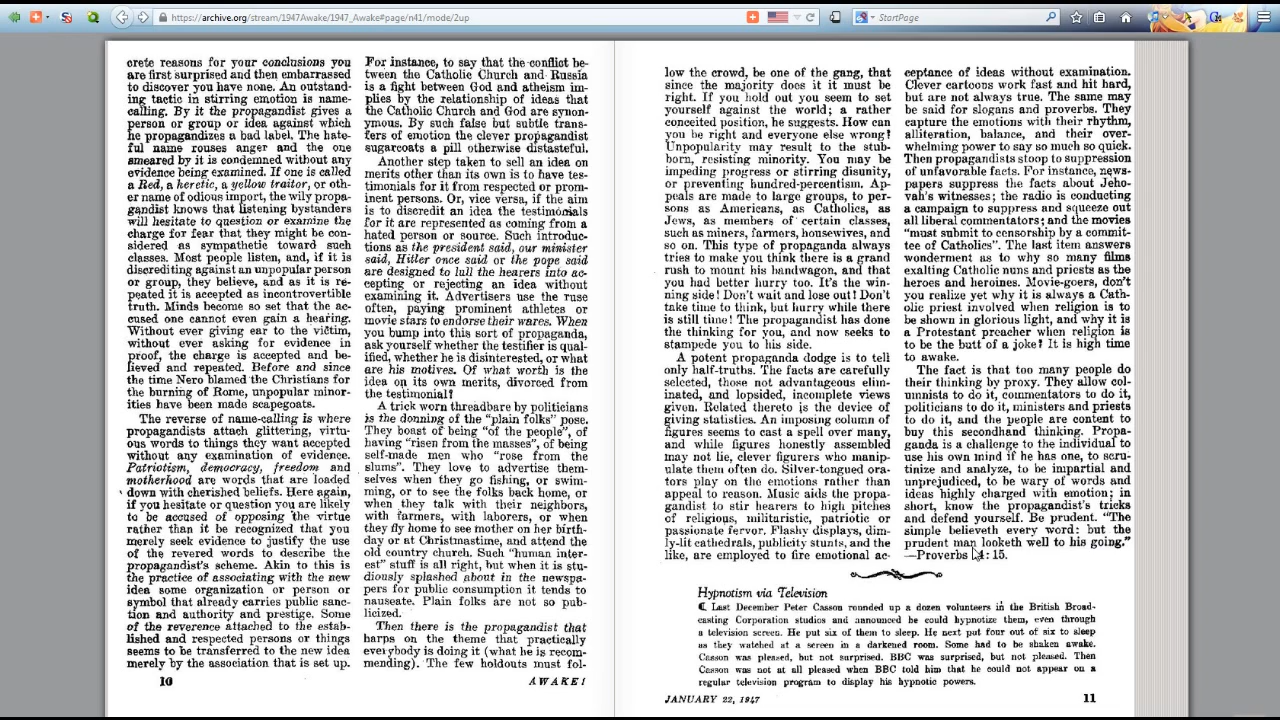 https://archive.org/stream/1947Awake/1947_Awake#page/n41/mode/2up
StartPage
crete reasons for your conclusions you
are first surprised and then embarrassed
to discover you have none. An outstand-
ing tactic in stirring emotion is name-
calling. By it the propagandist gives a
person or group or idea against which
he propagandizes a bad label. The hate-
ful name rouses anger and the one
smeared by it is condemned without any
evidence being examined. If one is called
a Red, a heretic, a yellow traitor, or oth-
er name of odious import, the wily propa-
gandist knows that listening bystanders
will hesitate to question or examine the
charge for fear that they might be con-
sidered as sympathetic toward such
classes. Most people listen, and, if it is
discrediting against an unpopular person
or group, they believe, and as it is re-
peated it is accepted as incontrovertible
truth. Minds become so set that the ac-
cused one cannot even gain a hearing.
Without ever giving ear to the victim,
without ever asking for evidence in
proof, the charge is accepted and be-
lieved and repeated. Before and since
the time Nero blamed the Christians for
the burning of Rome, unpopular minor-
ities have been made scapegoats.
The reverse of name-calling is where
propagandists attach glittering, virtu-
ous words to things they want accepted
without any examination of evidence.
Patriotism, democracy, freedom and
motherhood are words that are loaded
down with cherished beliefs. Here again,
if you hesitate or question you are likely
to be accused of opposing the virtue
rather than it be recognized that you
merely seek evidence to justify the use
of the revered words to describe the
propagandist's scheme. Akin to this is
the practice of associating with the new
idea some organization or person or
symbol that already carries public sanc-
tion and authority and prestige. Some
of the reverence attached to the estab-
lished and respected persons or things
seems to be transferred to the new idea
merely by the association that is set up.
For instance, to say that the conflict be-
tween the Catholic Church and Russia
is a fight between God and atheism im-
plies by the relationship of ideas that
the Catholic Church and God are synon-
ymous. By such false but subtle trans-
fers of emotion the clever propagandist
sugarcoats a pill otherwise distasteful.
Another step taken to sell an idea on
merits other than its own is to have tes-
timonials for it from respected or prom-
inent persons. Or, vice versa, if the aim
is to discredit an idea the testimonials
for it are represented as coming from a
hated person or source. Such introduc-
tions as the president said, our minister
said, Hitler once said or the pope said
are designed to lull the hearers into ac-
cepting or rejecting an idea without
examining it. Advertisers use the ruse
often, paying prominent athletes or
movie stars to endorse their wares. When
you bump into this sort of propaganda,
ask yourself whether the testifier is qual-
ified, whether he is disinterested, or what
are his motives. Of what worth is the
idea on its own merits, divorced from
the testimonial?
A trick worn threadbare by politicians
is the donning of the "plain folks" pose.
They boast of being "of the people", of
having "risen from the masses", of being
self-made men who "rose from the
slums". They love to advertise them-
selves when they go fishing, or swim-
ming, or to see the folks back home, or
when they talk with their neighbors,
with farmers, with laborers, or when
they fly home to see mother on her birth-
day or at Christmastime, and attend the
old country church. Such "human inter-
est" stuff is all right, but when it is stu-
diously splashed about in the newspa-
pers for public consumption it tends to
nauseate. Plain folks are not so pub-
licized.
Then there is the propagandist that
harps on the theme that practically
everybody is doing it (what he is recom-
mending). The few holdouts must fol-
10
AWAKE!
low the crowd, be one of the gang, that
since the majority does it it must be
right. If you hold out you seem to set
yourself against the world; a rather
conceited position, he suggests. How can
you be right and everyone else wrong?
Unpopularity may result to the stub-
born, resisting minority. You may be
impeding progress or stirring disunity,
or preventing hundred-percentism. Ap-
peals are made to large groups, to per-
sons as Americans, as Catholics, as
Jews, as members of certain classes,
such as miners, farmers, housewives, and
so on. This type of propaganda always
tries to make you think there is a grand
rush to mount his bandwagon, and that
you had better hurry too. It's the win-
ning side! Don't wait and lose out! Don't
take time to think, but hurry while there
is still time! The propagandist has done
the thinking for you, and now seeks to
stampede you to his side.
A potent propaganda dodge is to tell
only half-truths. The facts are carefully
selected, those not advantageous elim-
inated, and lopsided, incomplete views
given. Related thereto is the device of
giving statistics. An imposing column of
figures seems to cast a spell over many,
and while figures honestly assembled
may not lie, clever figurers who manip-
ulate them often do. Silver-tongued ora-
tors play on the emotions rather than
appeal to reason. Music aids the propa-
gandist to stir hearers to high pitches
of religious, militaristic, patriotic or
passionate fervor. Flashy displays, dim-
ly-lit cathedrals, publicity stunts, and the
like, are employed to fire emotional ac-
ceptance of ideas without examination.
Clever cartoons work fast and hit hard,
but are not always true. The same may
be said for slogans and proverbs. They
capture the emotions with their rhythm,
alliteration, balance, and their over-
whelming power to say so much so quick.
Then propagandists stoop to suppression
of unfavorable facts. For instance, news-
papers suppress the facts about Jeho-
vah's witnesses; the radio is conducting
a campaign to suppress and squeeze out
all liberal commentators; and the movies
"must submit to censorship by a commit-
tee of Catholics". The last item answers
wonderment as to why so many films
exalting Catholic nuns and priests as the
heroes and heroines. Movie-goers, don't
you realize yet why it is always a Cath-
olic priest involved when religion is to
be shown in glorious light, and why it is
a Protestant preacher when religion is
to be the butt of a joke? It is high time
to awake.
The fact is that too many people do
their thinking by proxy. They allow col-
umnists to do it, commentators to do it,
politicians to do it, ministers and priests
to do it, and the people are content to
buy this secondhand thinking. Propa-
ganda is a challenge to the individual to
use his own mind if he has one, to scru-
tinize and analyze, to be impartial and
unprejudiced, to be wary of words and
ideas highly charged with emotion; in
short, know the propagandist's tricks
and defend yourself. Be prudent. "The
simple believeth every word: but the
prudent man looketh well to his going."
—Proverbs 14:15.
Hypnotism via Television
¶ Last December Peter Casson rounded up a dozen volunteers in the British Broad-
casting Corporation studios and announced he could hypnotize them, even through
a television screen. He put six of them to sleep. He next put four out of six to sleep
as they watched at a screen in a darkened room. Some had to be shaken awake.
Casson was pleased, but not surprised. BBC was surprised, but not pleased. Then
Casson was not at all pleased when BBC told him that he could not appear on a
regular television program to display his hypnotic powers.
JANUARY 22, 1947
11